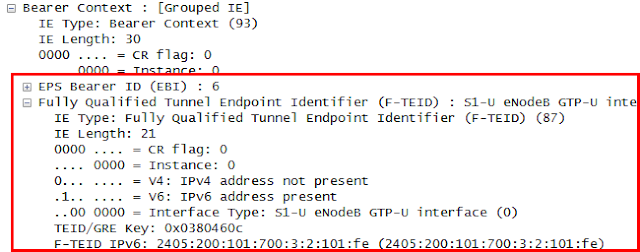 Bearer Context : [Grouped IE]
IE Type: Bearer Context (93)
IE Length: 30
0000 .... = CR flag: 0
.... 0000 = Instance: 0
EPS Bearer ID (EBI) : 6
Fully Qualified Tunnel Endpoint Identifier (F-TEID) : S1-U eNodeB GTP-U inte
IE Type: Fully Qualified Tunnel Endpoint Identifier (F-TEID) (87)
IE Length: 21
0000 .... = CR flag: 0
.... 0000 = Instance: 0
0... .... = V4: IPv4 address not present
.1.. .... = V6: IPv6 address present
..00 0000 = Interface Type: S1-U eNodeB GTP-U interface (0)
TEID/GRE Key: 0x0380460c
F-TEID IPv6: 2405:200:101:700:3:2:101:fe (2405:200:101:700:3:2:101:fe)